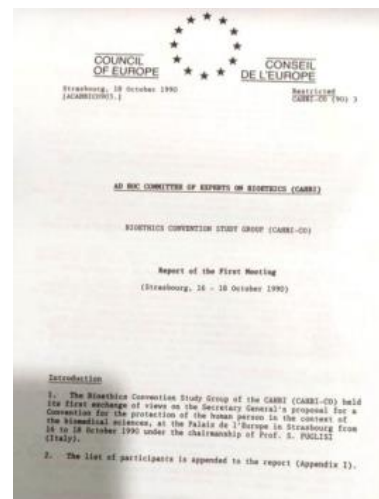 COUNCIL
OF EUROPE
CONSEIL
DE L'EUROPE
Strasbourg, 18 October 1990
Restricted
CAHBI-CO (90) 3
AD HOC COMMITTEE OF EXPERTS ON BIOETHICS (CAHBI)
BIOETHICS CONVENTION STUDY GROUP (CAHBI-CO)
Report of the First Meeting
(Strasbourg, 16 - 18 October 1990)
Introduction
1. The Bioethics Convention Study Group of the CAHBI (CAHBI-CO) held
its first exchange of views on the Secretary General's proposal for a
Convention for the protection of the human person in the context of
the biomedical sciences, at the Palais de l'Europe in Strasbourg from
16 to 18 October 1990 under the chairmanship of Prof. S. PUGLISI
(Italy).
2. The list of participants is appended to the report (Appendix I).